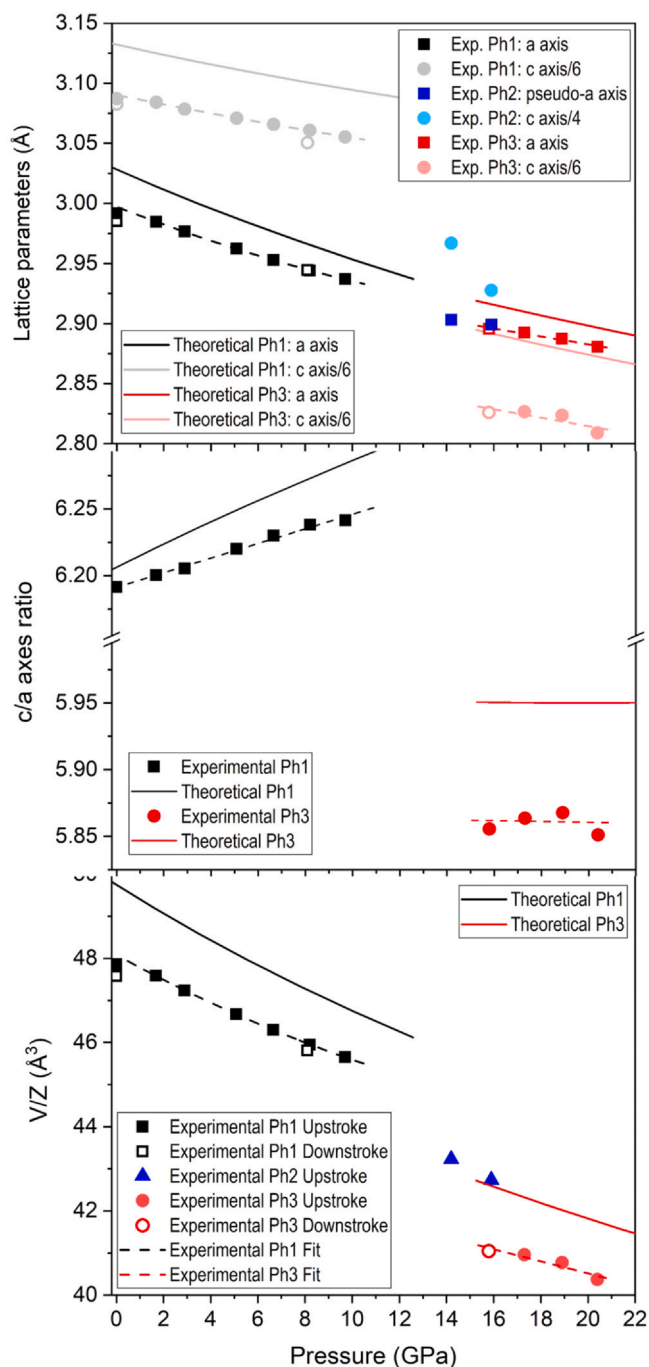 3.15
3.10
3.05
3.00
2.95
2.90
2.85
2.80
Lattice parameters (Å)
Exp. Ph1: a axis
Exp. Ph1: c axis/6
Exp. Ph2: pseudo-a axis
Exp. Ph2: c axis/4
Exp. Ph3: a axis
Exp. Ph3: c axis/6
Theoretical Ph1: a axis
Theoretical Ph1: c axis/6
Theoretical Ph3: a axis
Theoretical Ph3: c axis/6
6.25
6.20
5.95
5.90
5.85
c/a axes ratio
Experimental Ph1
Theoretical Ph1
Experimental Ph3
Theoretical Ph3
48
46
44
42
40
V/Z (Å³)
Theoretical Ph1
Theoretical Ph3
Experimental Ph1 Upstroke
Experimental Ph1 Downstroke
Experimental Ph2 Upstroke
Experimental Ph3 Upstroke
Experimental Ph3 Downstroke
Experimental Ph1 Fit
Experimental Ph3 Fit
0 2 4 6 8 10 12 14 16 18 20 22
Pressure (GPa)